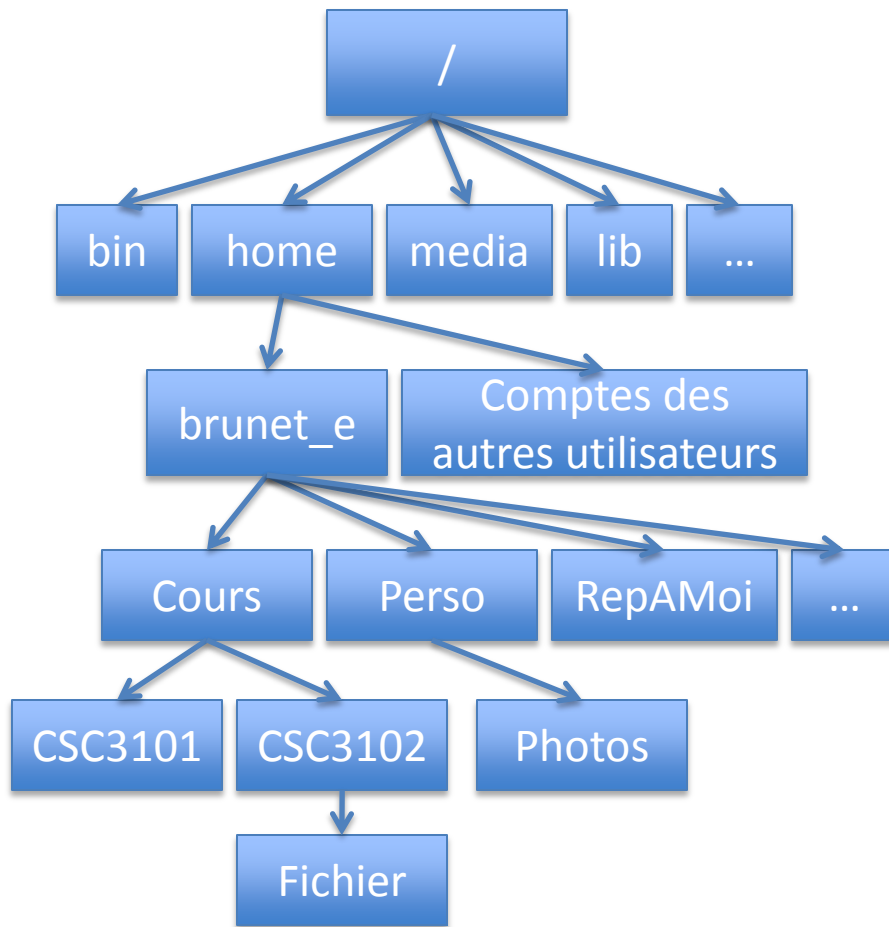 /
bin
home
media
lib
...
brunet_e
Comptes des
autres utilisateurs
Cours
Perso
RepAMoi
...
CSC3101
CSC3102
Photos
Fichier